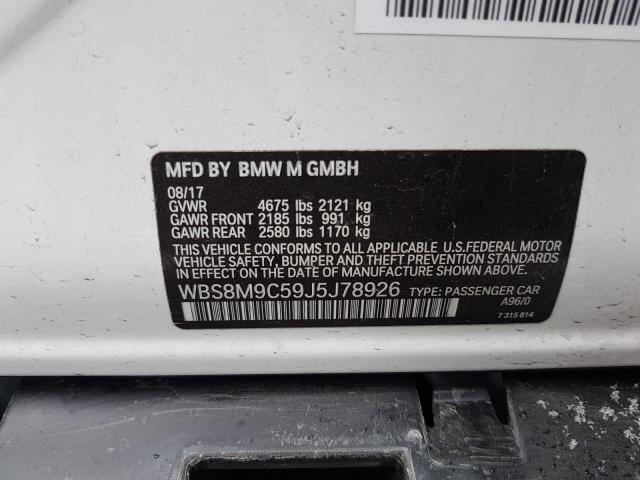 MFD BY BMW M GMBH
08/17
GVWR 4675 lbs 2121 kg
GAWR FRONT 2185 lbs 991 kg
GAWR REAR 2580 lbs 1170 kg
THIS VEHICLE CONFORMS TO ALL APPLICABLE U.S.FEDERAL MOTOR
VEHICLE SAFETY, BUMPER, AND THEFT PREVENTION STANDARDS
IN EFFECT ON THE DATE OF MANUFACTURE SHOWN ABOVE.
WBS8M9C59J5J78926 TYPE: PASSENGER CAR
A96/0
7 315 814